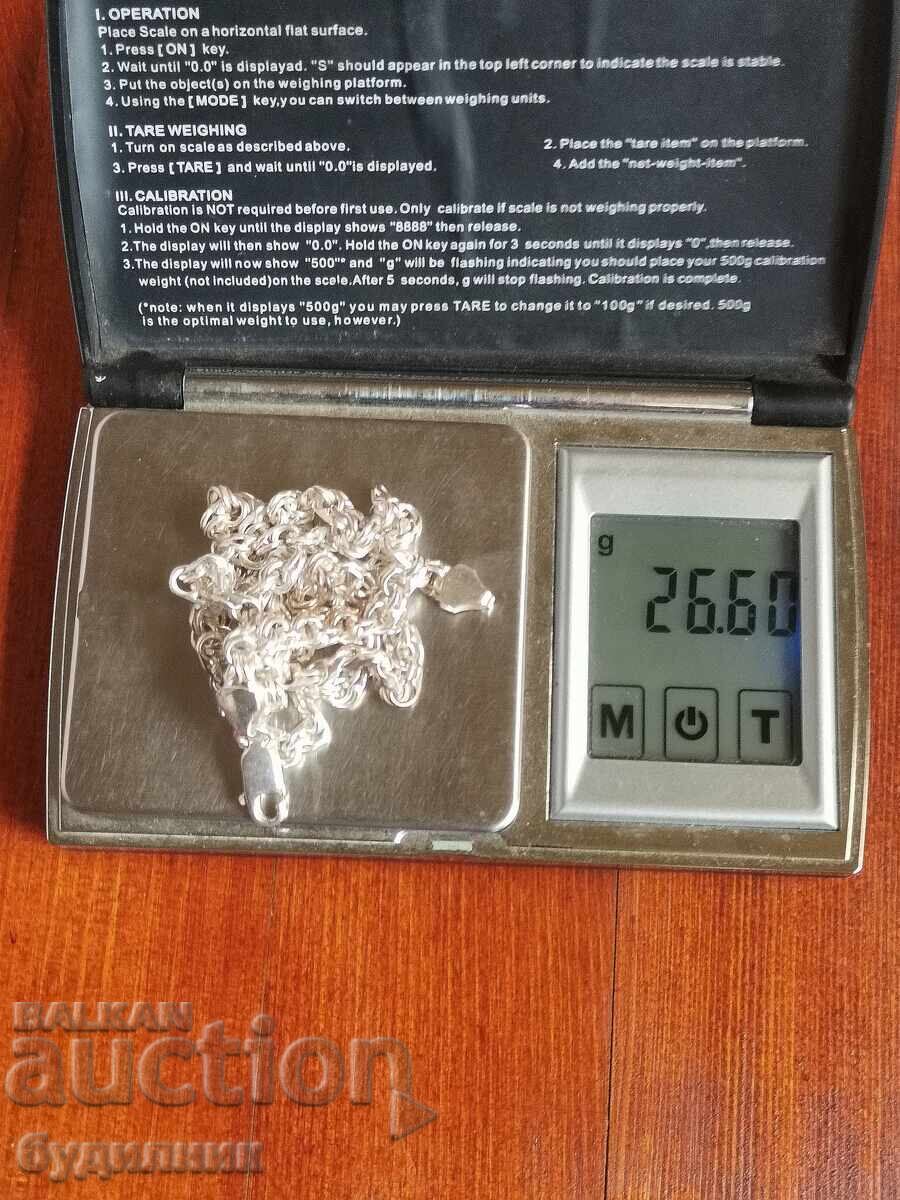 I. OPERATION
Place Scale on a horizontal flat surface.
1. Press [ ON ] key.
2. Wait until "0.0" is displayad. "S" should appear in the top left corner to indicate the scale is stable.
3. Put the object(s) on the weighing platform.
4. Using the [ MODE ] key,you can switch between weighing units.
II. TARE WEIGHING
1. Turn on scale as described above.
2. Place the "tare item" on the platform.
3. Press [ TARE ] and wait until "0.0"is displayed.
4. Add the "net-weight-item".
III. CALIBRATION
Calibration is NOT required before first use. Only calibrate if scale is not weighing properly.
1. Hold the ON key until the display shows "8888" then release.
2.The display will then show "0.0". Hold the ON key again for 3 seconds until it displays "0",then release.
3.The display will now show "500"* and "g" will be flashing indicating you should place your 500g calibration
weight (not included)on the scale.After 5 seconds, g will stop flashing. Calibration is complete.
(*note: when it displays "500g" you may press TARE to change it to "100g" if desired. 500g
is the optimal weight to use, however.)
g
26.60
M T
BALKAN
auction
будилник